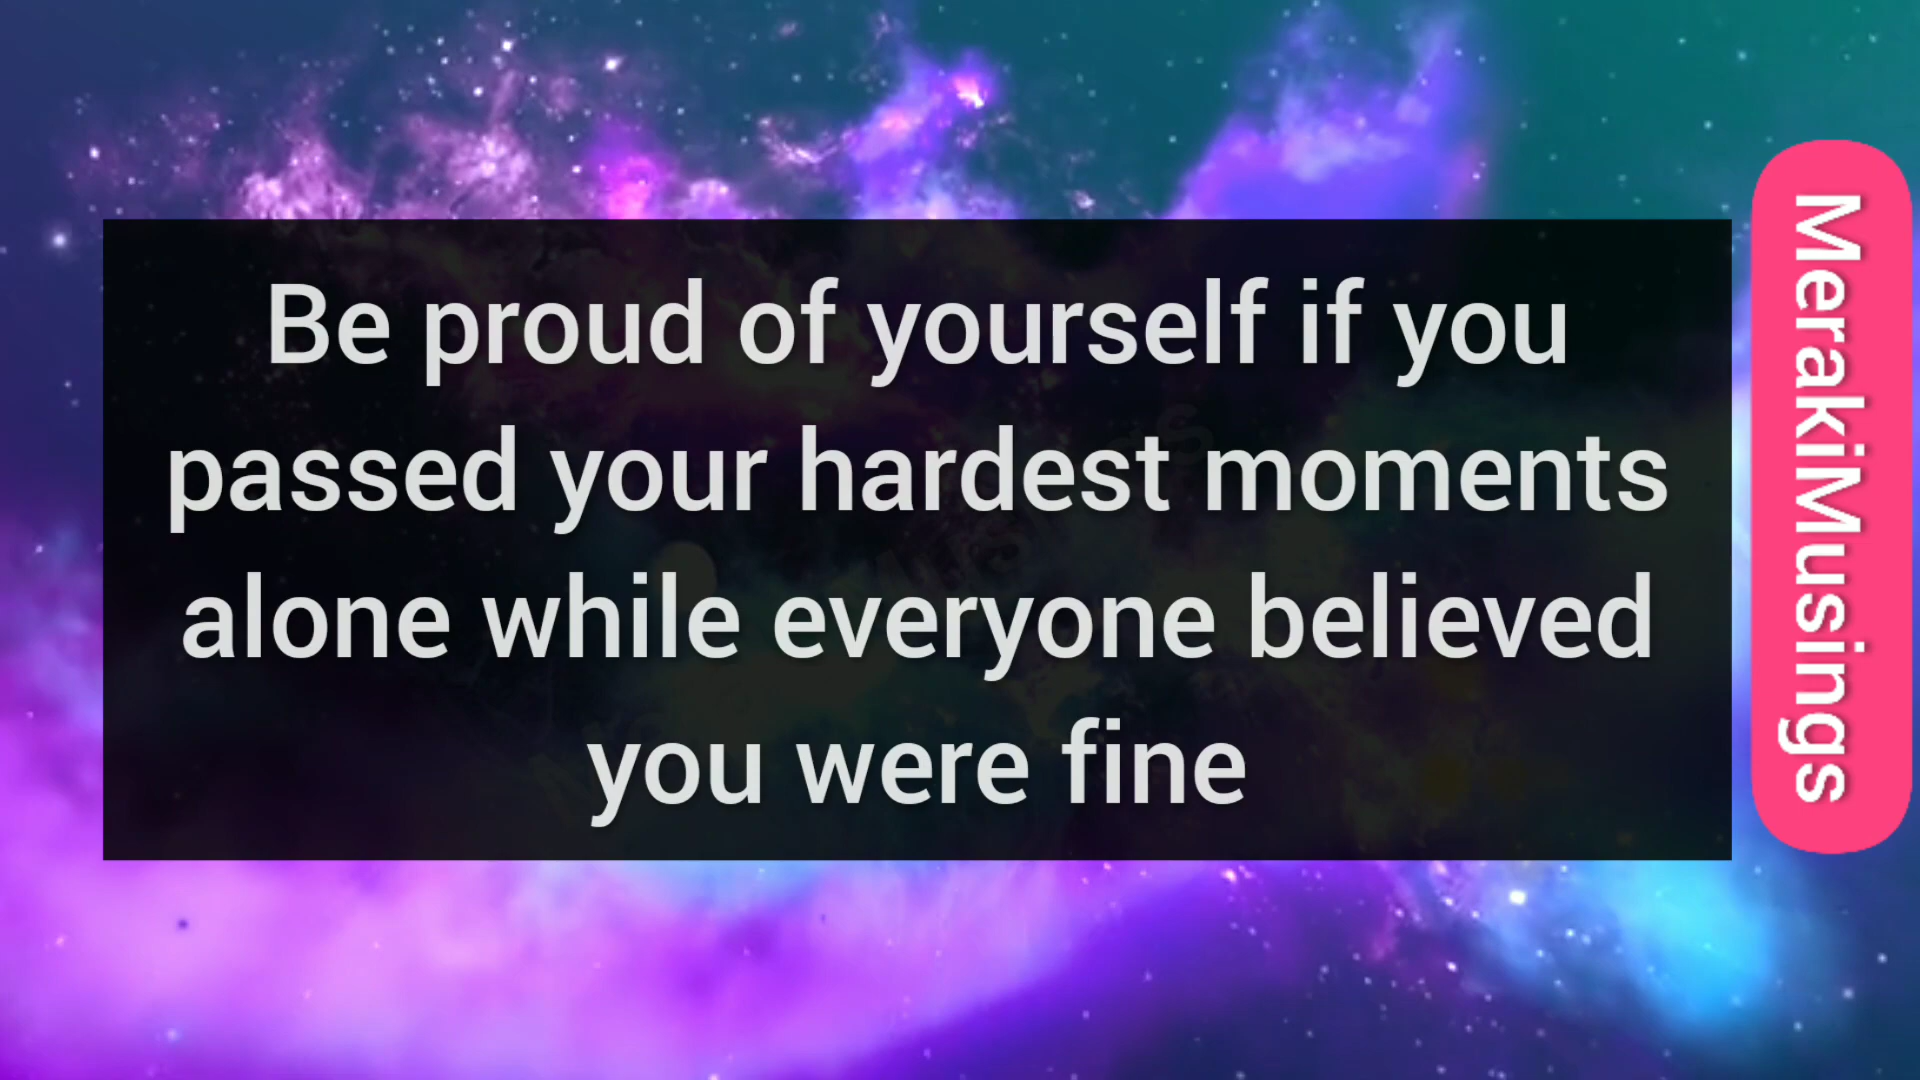 Be proud of yourself if you
passed your hardest moments
alone while everyone believed
you were fine
MerakiMusings